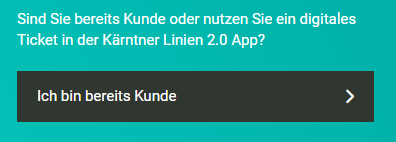 Sind Sie bereits Kunde oder nutzen Sie ein digitales
Ticket in der Kärntner Linien 2.0 App?
Ich bin bereits Kunde